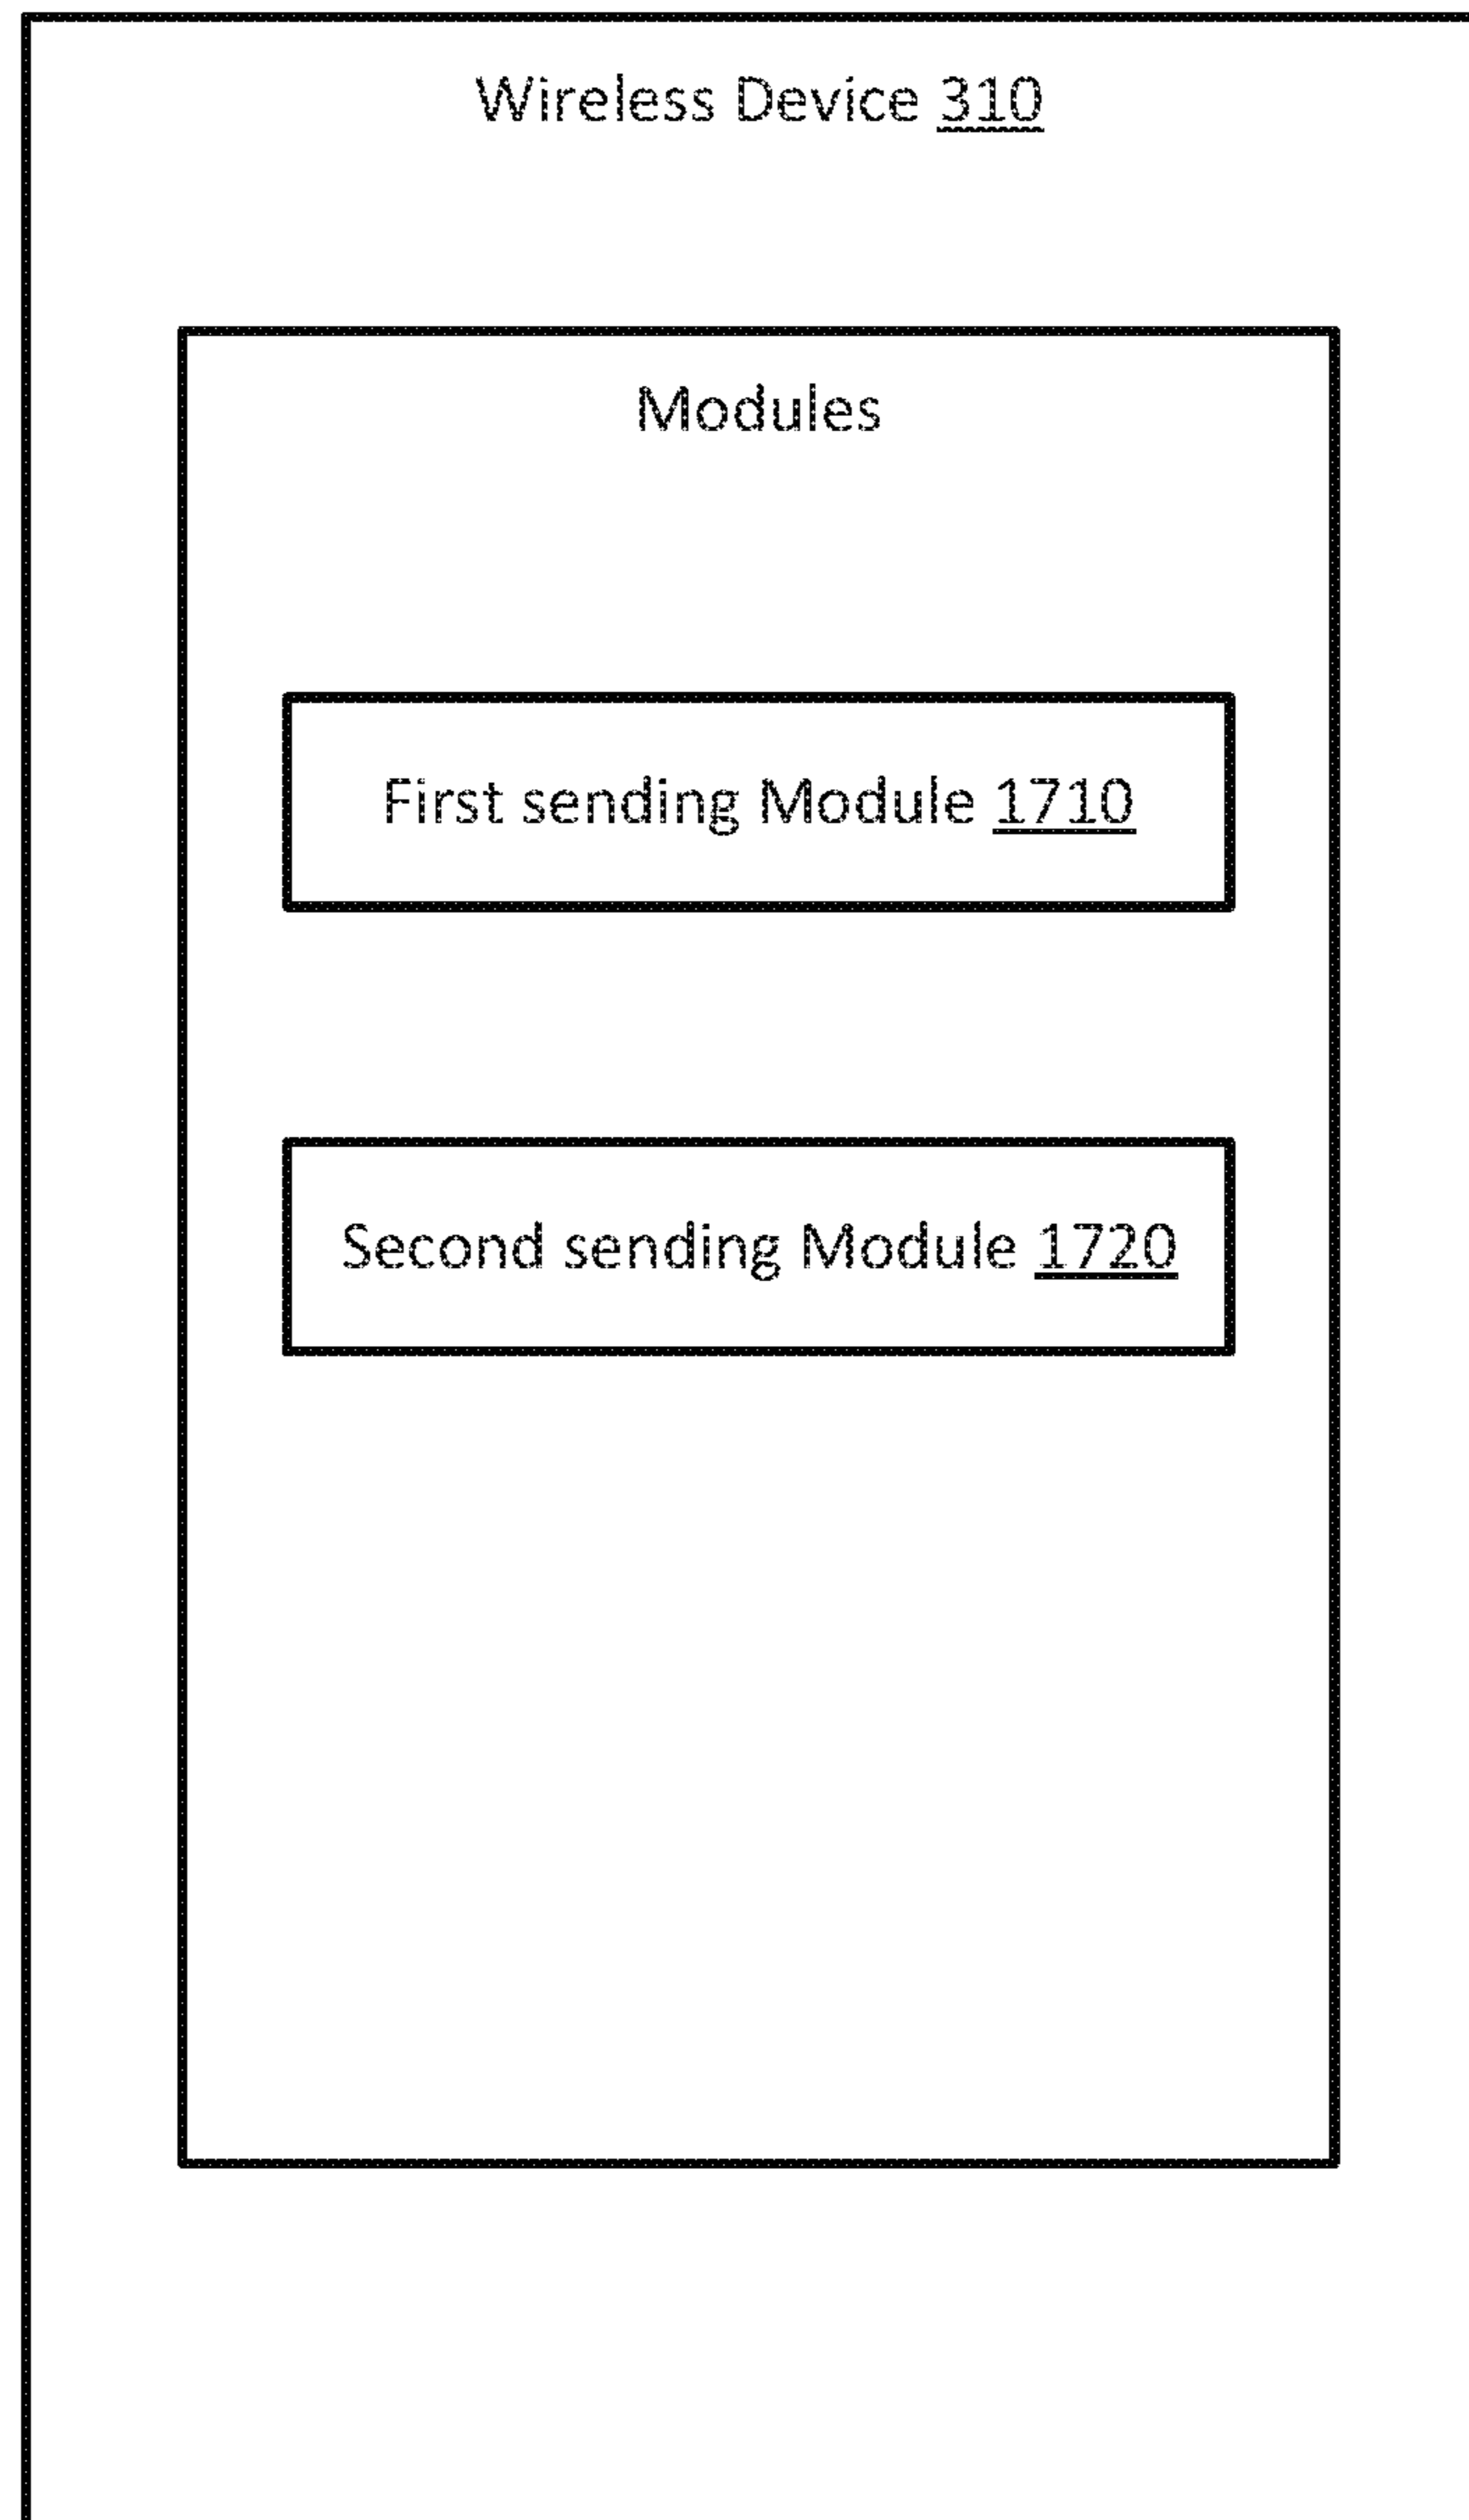 Wireless Device 310
Modules
First sending Module 1710
Second sending Module 1720